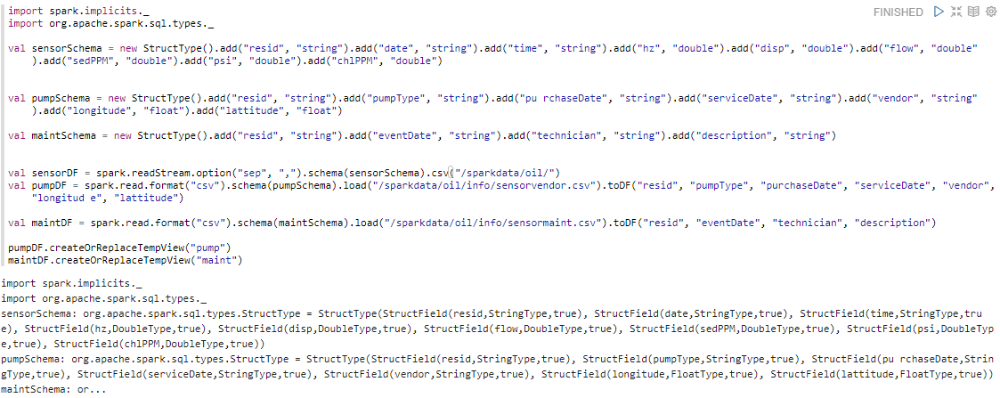 import spark.implicits._
FINISHED
import org.apache.spark.sql.types._
val sensorSchema = new StructType().add("resid", "string").add("date", "string").add("time", "string").add("hz", "double").add("disp", "double").add("flow", "double"
).add("sedPPM", "double").add("psi", "double").add("chlPPM", "double")
val pumpSchema = new StructType().add("resid", "string").add("pumpType", "string").add("pu rchaseDate", "string").add("serviceDate", "string").add("vendor", "string"
).add("longitude", "float").add("lattitude", "float")
val maintSchema = new StructType().add("resid", "string").add("eventDate", "string").add("technician", "string").add("description", "string")
val sensorDF = spark.readStream.option("sep", ",").schema(sensorSchema).csv("/sparkdata/oil/")
val pumpDF = spark.read.format("csv").schema(pumpSchema).load("/sparkdata/oil/info/sensorvendor.csv").toDF("resid", "pumpType", "purchaseDate", "serviceDate", "vendor",
"longitud e", "lattitude")
val maintDF = spark.read.format("csv").schema(maintSchema).load("/sparkdata/oil/info/sensormaint.csv").toDF("resid", "eventDate", "technician", "description")
pumpDF.createOrReplaceTempView("pump")
maintDF.createOrReplaceTempView("maint")
import spark.implicits._
import org.apache.spark.sql.types._
sensorSchema: org.apache.spark.sql.types.StructType = StructType(StructField(resid,StringType,true), StructField(date,StringType,true), StructField(time,StringType,tru
e), StructField(hz,DoubleType,true), StructField(disp,DoubleType,true), StructField(flow,DoubleType,true), StructField(sedPPM,DoubleType,true), StructField(psi,DoubleTyp
e,true), StructField(chlPPM,DoubleType,true))
pumpSchema: org.apache.spark.sql.types.StructType = StructType(StructField(resid,StringType,true), StructField(pumpType,StringType,true), StructField(pu rchaseDate,Strin
gType,true), StructField(serviceDate,StringType,true), StructField(vendor,StringType,true), StructField(longitude,FloatType,true), StructField(lattitude,FloatType,true))
maintSchema: or...